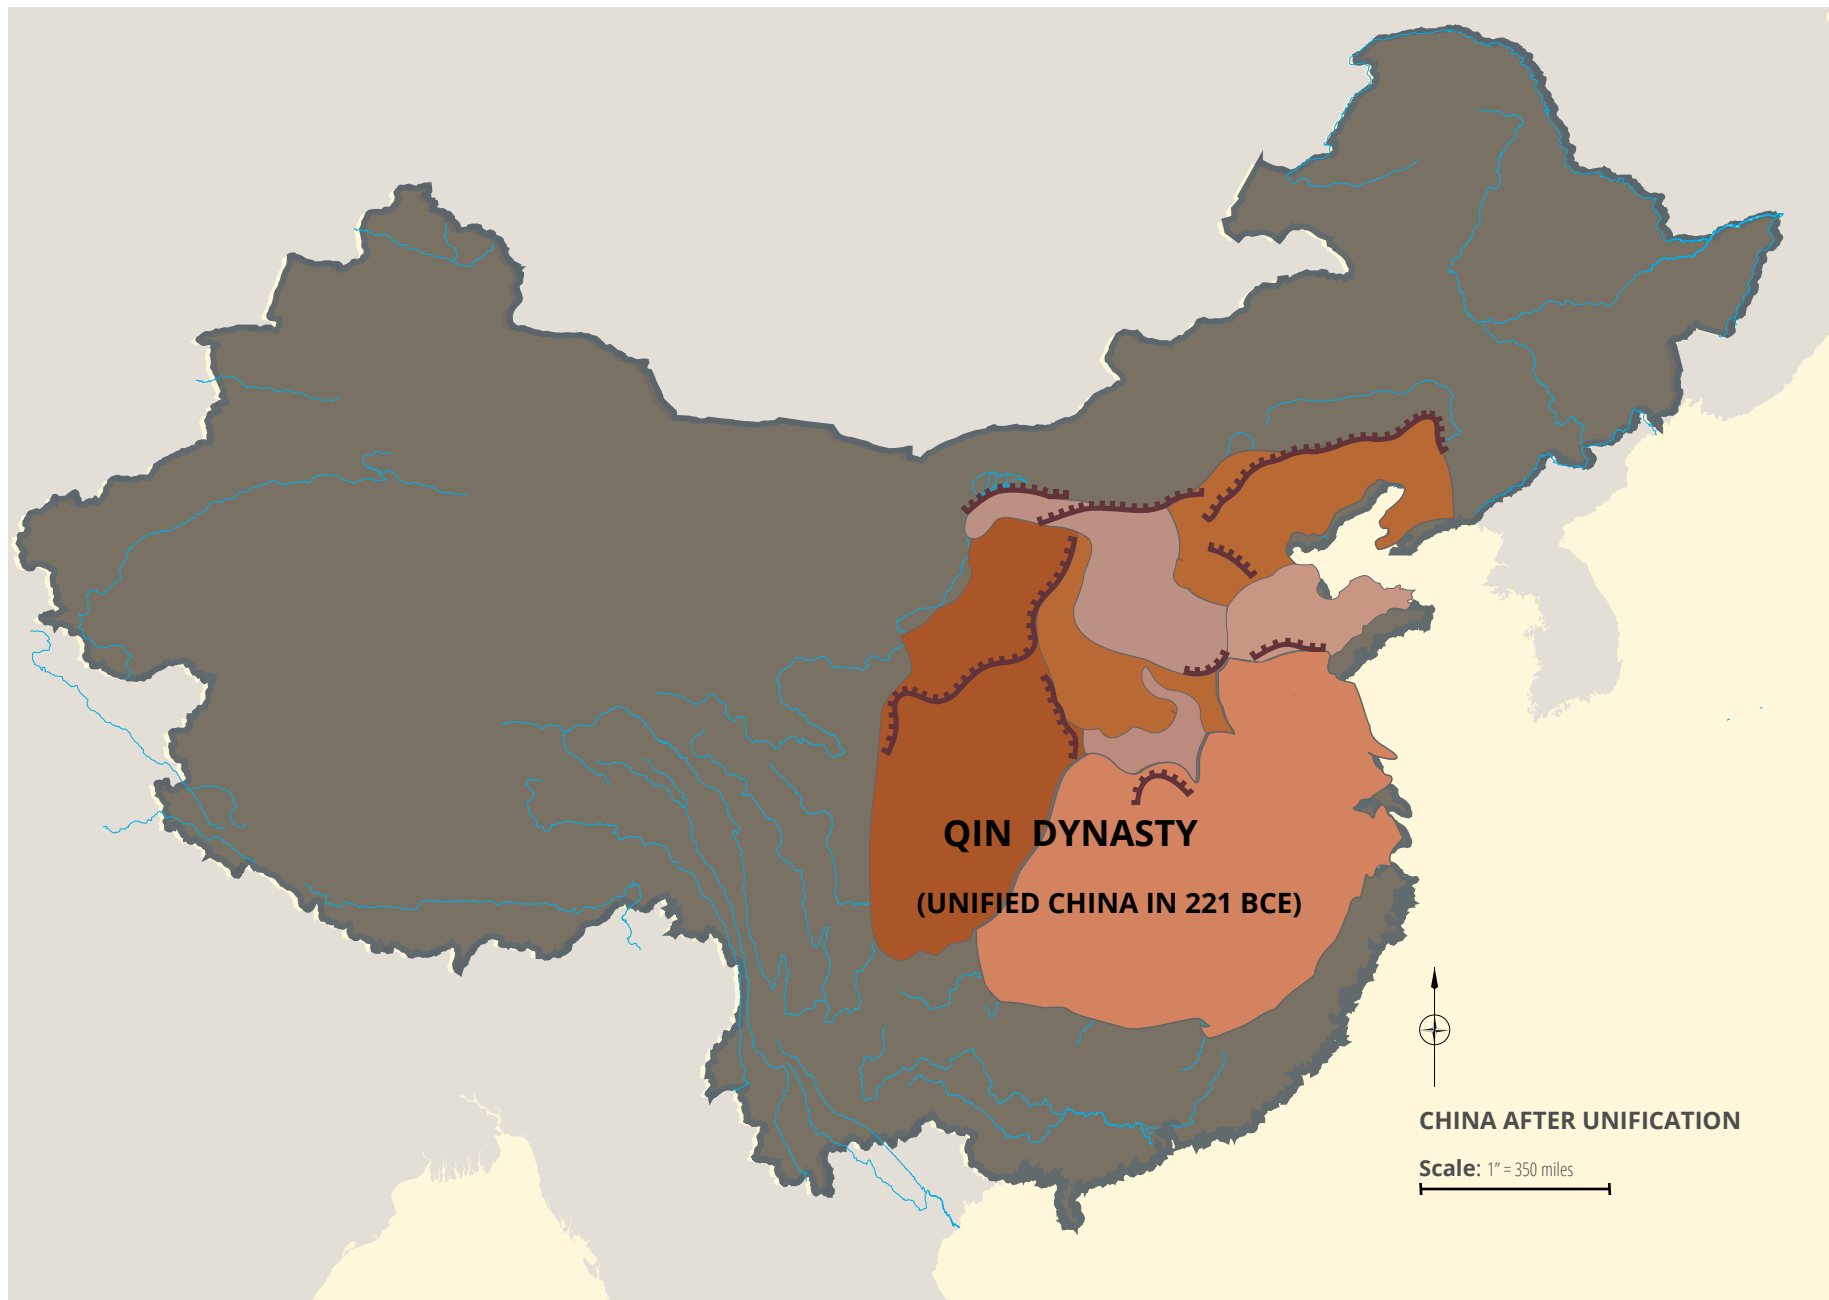 QIN DYNASTY
(UNIFIED CHINA IN 221 BCE)
CHINA AFTER UNIFICATION
Scale: 1” = 350 miles